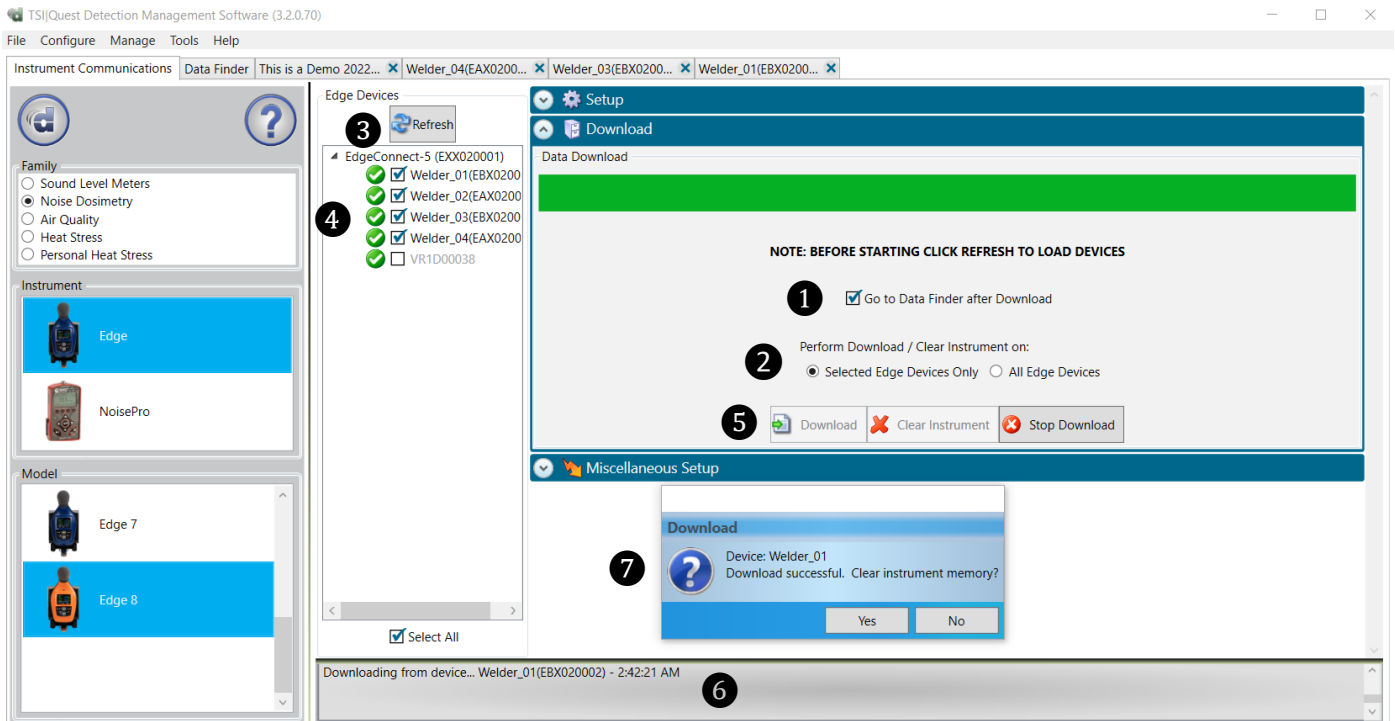 TSI|Quest Detection Management Software (3.2.0.70)
File Configure Manage Tools Help
Instrument Communications Data Finder This is a Demo 2022... Welder_04(EAX0200... Welder_03(EBX0200... Welder_01(EBX0200...
d ?
Family
Sound Level Meters
Noise Dosimetry
Air Quality
Heat Stress
Personal Heat Stress
Instrument
Edge
NoisePro
Model
Edge 7
Edge 8
Edge Devices
3 Refresh
EdgeConnect-5 (EXX020001)
Welder_01(EBX0200
Welder_02(EAX0200
4 Welder_03(EBX0200
Welder_04(EAX0200
VR1D00038
Select All
Setup
Download
Data Download
NOTE: BEFORE STARTING CLICK REFRESH TO LOAD DEVICES
1 Go to Data Finder after Download
Perform Download / Clear Instrument on:
2 Selected Edge Devices Only All Edge Devices
5 Download Clear Instrument Stop Download
Miscellaneous Setup
Download
7 ? Device: Welder_01
Download successful. Clear instrument memory?
Yes No
Downloading from device... Welder_01(EBX020002) - 2:42:21 AM
6